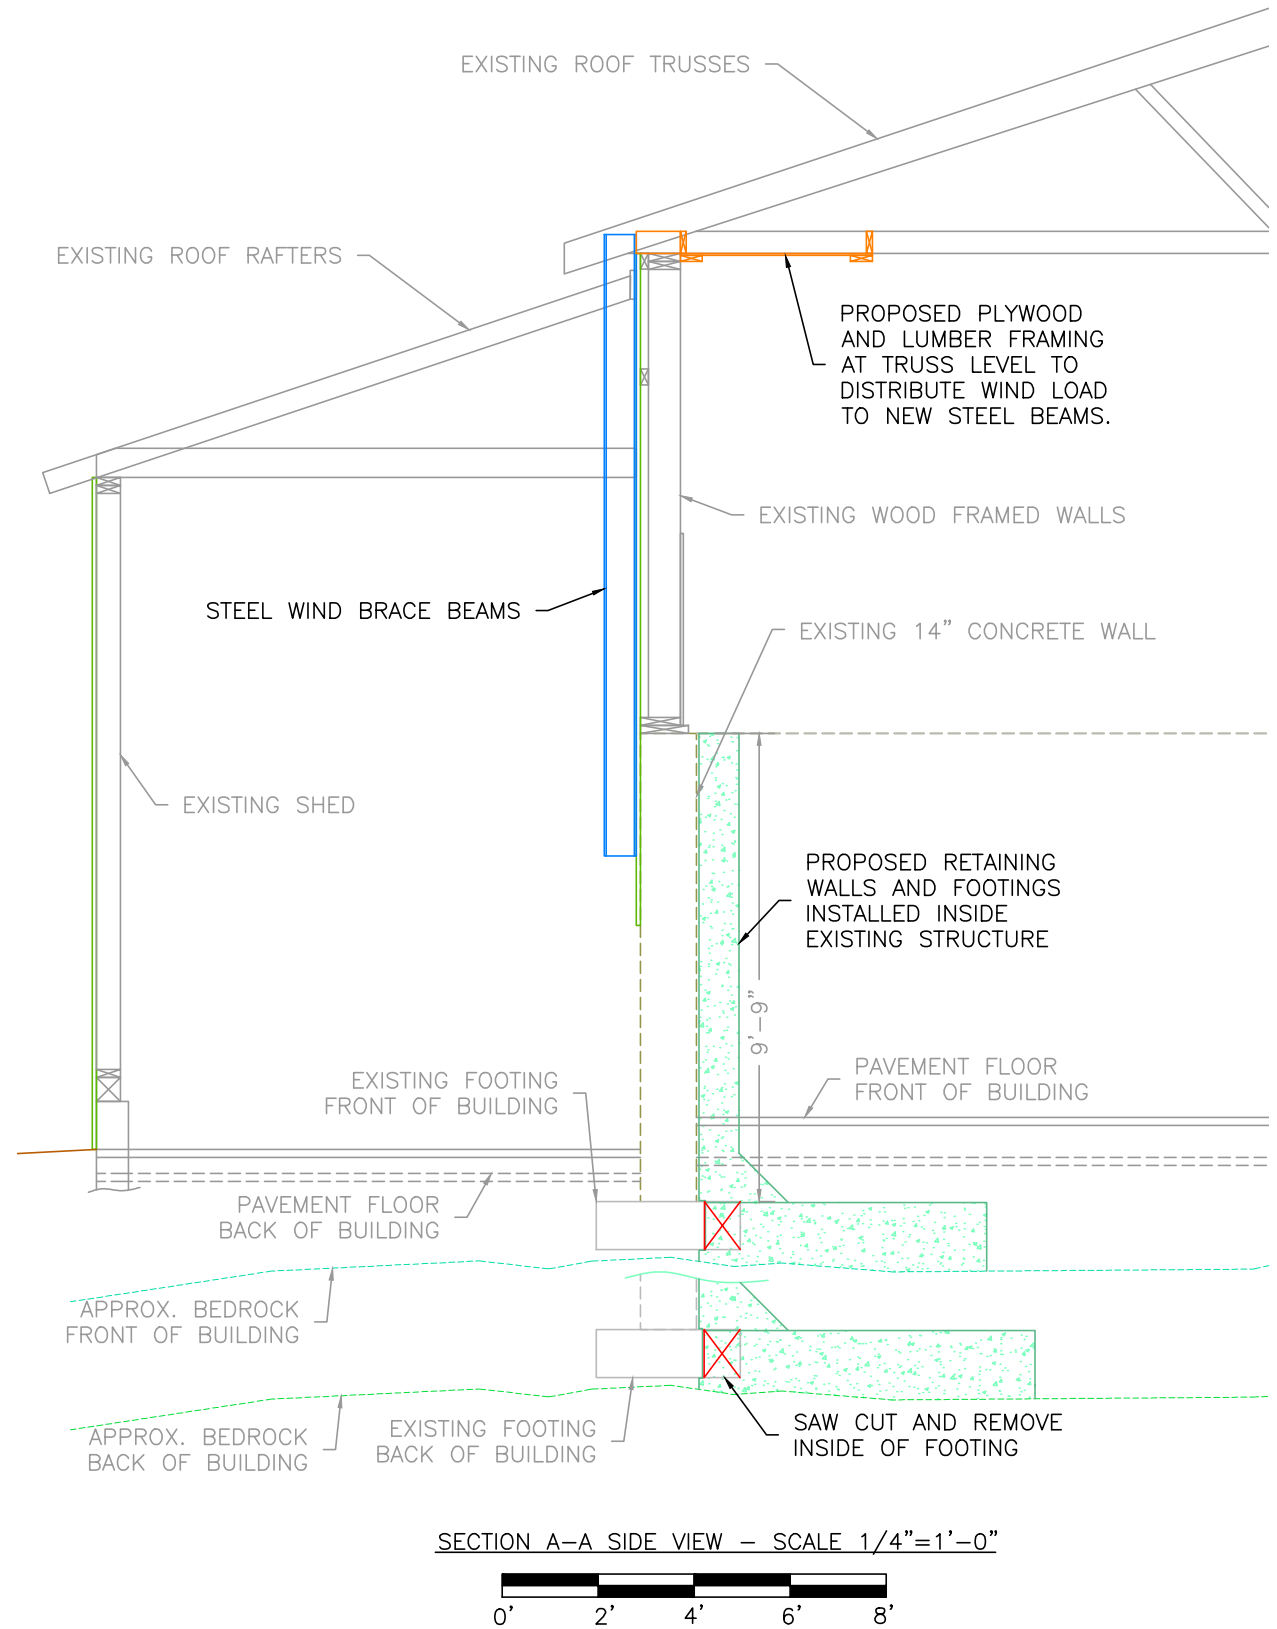 EXISTING ROOF TRUSSES
EXISTING ROOF RAFTERS
PROPOSED PLYWOOD
AND LUMBER FRAMING
AT TRUSS LEVEL TO
DISTRIBUTE WIND LOAD
TO NEW STEEL BEAMS.
EXISTING WOOD FRAMED WALLS
STEEL WIND BRACE BEAMS
EXISTING 14" CONCRETE WALL
EXISTING SHED
PROPOSED RETAINING
WALLS AND FOOTINGS
INSTALLED INSIDE
EXISTING STRUCTURE
9'-9"
PAVEMENT FLOOR
FRONT OF BUILDING
EXISTING FOOTING
FRONT OF BUILDING
PAVEMENT FLOOR
BACK OF BUILDING
APPROX. BEDROCK
FRONT OF BUILDING
APPROX. BEDROCK
BACK OF BUILDING
EXISTING FOOTING
BACK OF BUILDING
SAW CUT AND REMOVE
INSIDE OF FOOTING
SECTION A-A SIDE VIEW - SCALE 1/4"=1'-0"
0' 2' 4' 6' 8'